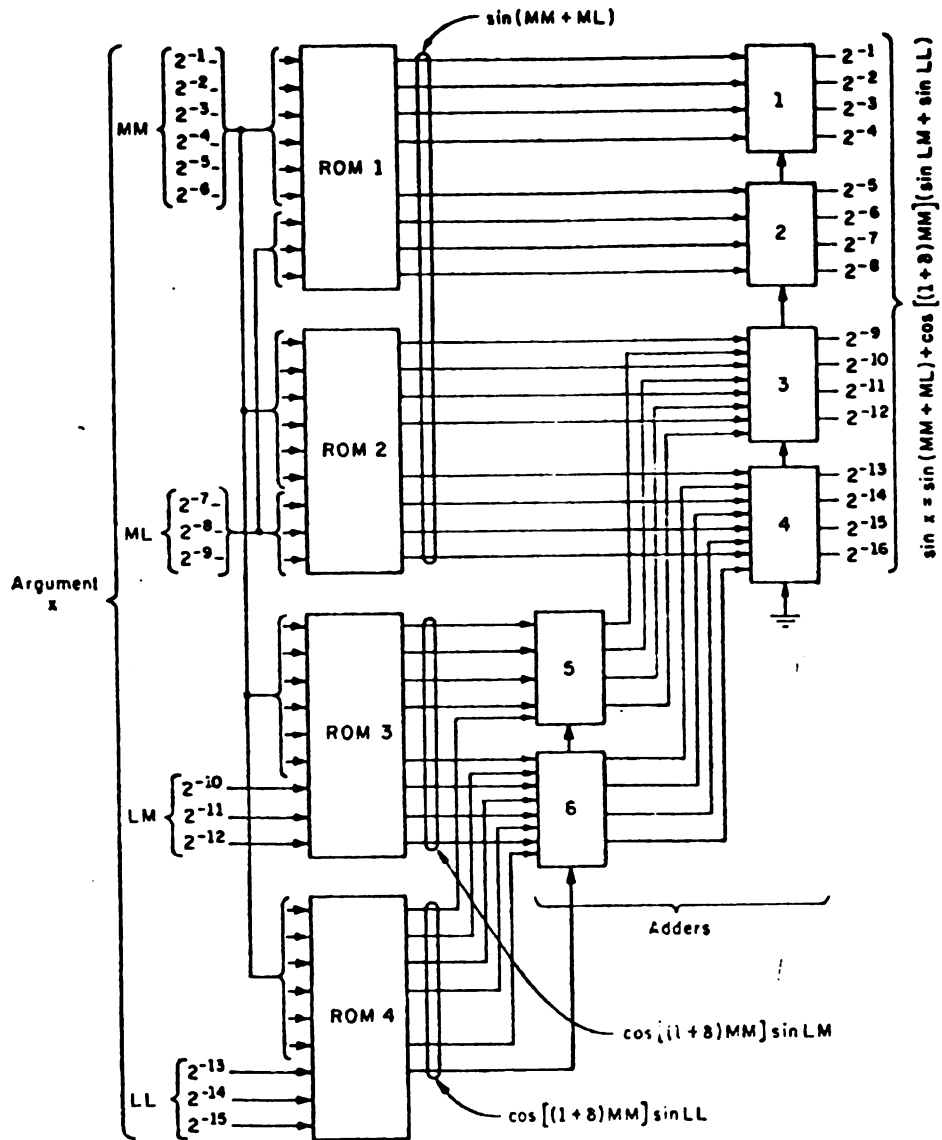 sin(MM + ML)
MM
2⁻¹
2⁻²
2⁻³
2⁻⁴
2⁻⁵
2⁻⁶
ROM 1
1
2⁻¹
2⁻²
2⁻³
2⁻⁴
2
2⁻⁵
2⁻⁶
2⁻⁷
2⁻⁸
ROM 2
3
2⁻⁹
2⁻¹⁰
2⁻¹¹
2⁻¹²
ML
2⁻⁷
2⁻⁸
2⁻⁹
4
2⁻¹³
2⁻¹⁴
2⁻¹⁵
2⁻¹⁶
sin x = sin (MM + ML) + cos [(1 + δ) MM] (sin LM + sin LL)
Argument
x
ROM 3
5
6
LM
2⁻¹⁰
2⁻¹¹
2⁻¹²
Adders
ROM 4
cos [(1 + δ) MM] sin LM
LL
2⁻¹³
2⁻¹⁴
2⁻¹⁵
cos [(1 + δ) MM] sin LL